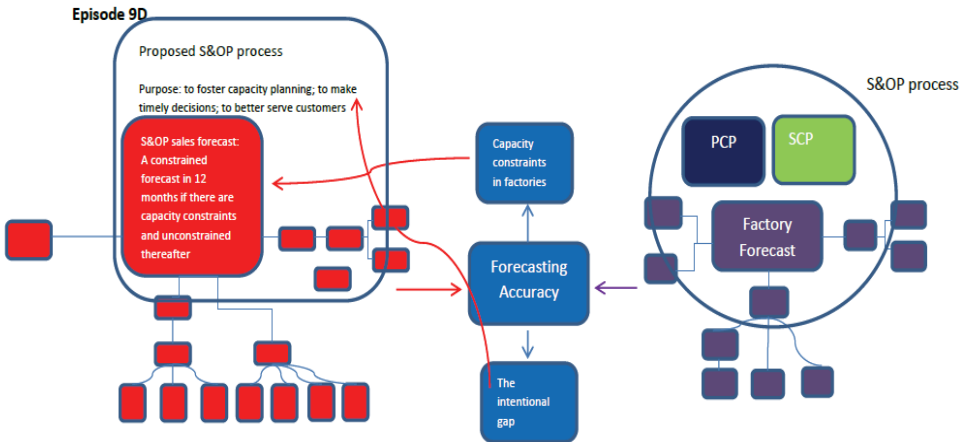 Episode 9D
Proposed S&OP process
Purpose: to foster capacity planning; to make
timely decisions; to better serve customers
S&OP sales forecast:
A constrained
forecast in 12
months if there are
capacity constraints
and unconstrained
thereafter
Capacity
constraints
in factories
Forecasting
Accuracy
The
intentional
gap
S&OP process
PCP
SCP
Factory
Forecast